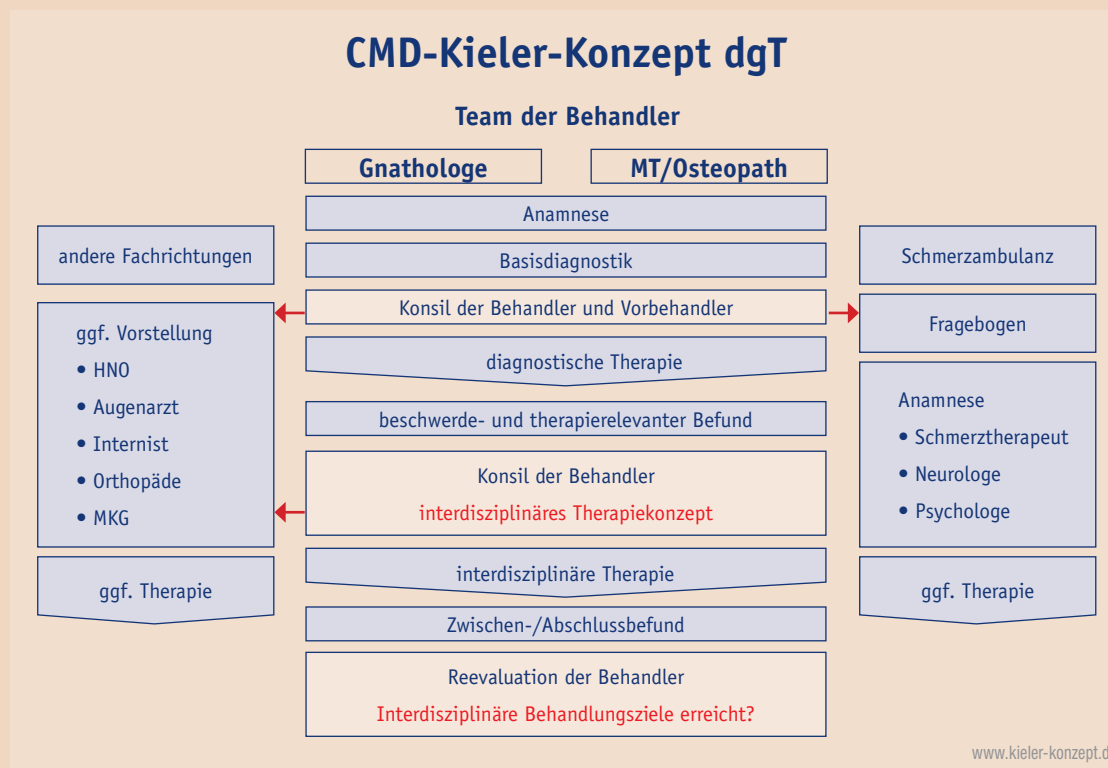 CMD-Kieler-Konzept dgT
Team der Behandler
Gnathologe
MT/Osteopath
Anamnese
Basisdiagnostik
Konsil der Behandler und Vorbehandler
diagnostische Therapie
beschwerde- und therapierelevanter Befund
Konsil der Behandler
interdisziplinäres Therapiekonzept
interdisziplinäre Therapie
Zwischen-/Abschlussbefund
Reevaluation der Behandler
Interdisziplinäre Behandlungsziele erreicht?
andere Fachrichtungen
ggf. Vorstellung
• HNO
• Augenarzt
• Internist
• Orthopäde
• MKG
ggf. Therapie
Schmerzambulanz
Fragebogen
Anamnese
• Schmerztherapeut
• Neurologe
• Psychologe
ggf. Therapie
www.kieler-konzept.d